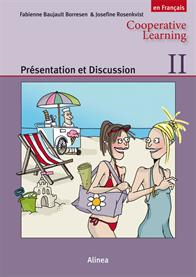 en Français
Fabienne Baujault Borresen & Josefine Rosenkvist
Cooperative
Learning
Présentation et Discussion
II
Alinea